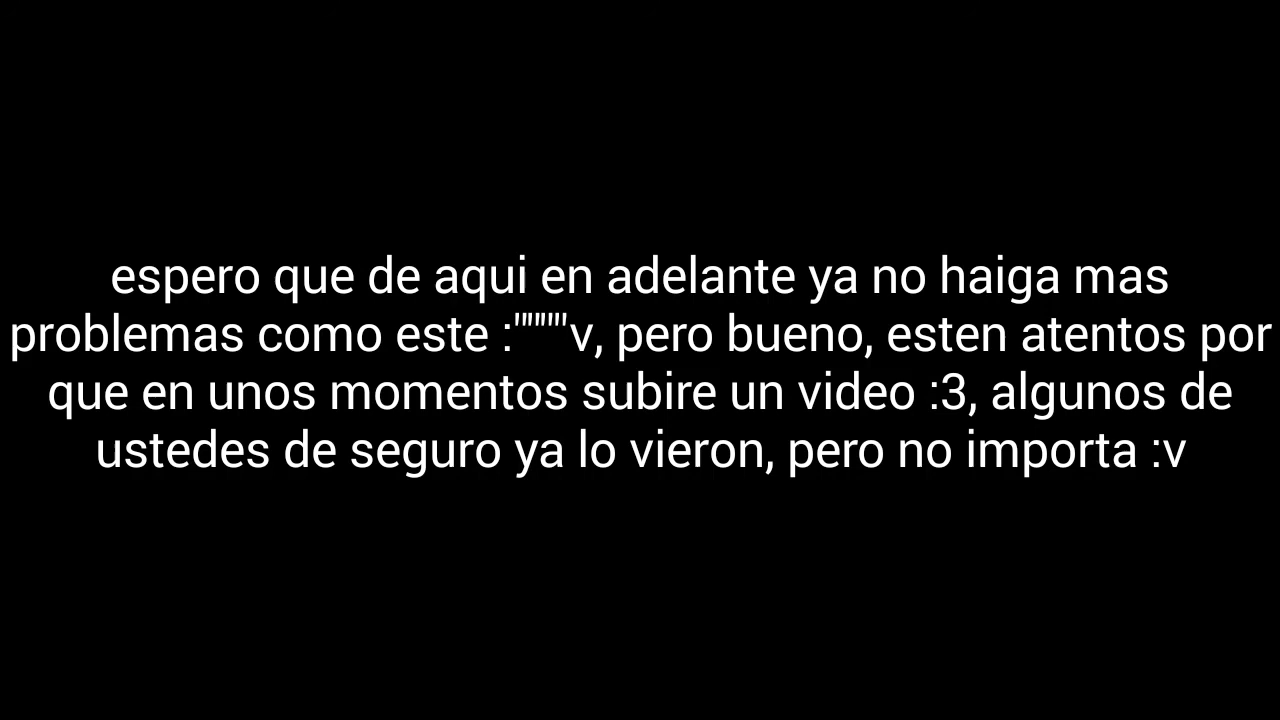 espero que de aqui en adelante ya no haiga mas
problemas como este :'""""v, pero bueno, esten atentos por
que en unos momentos subire un video :3, algunos de
ustedes de seguro ya lo vieron, pero no importa :v